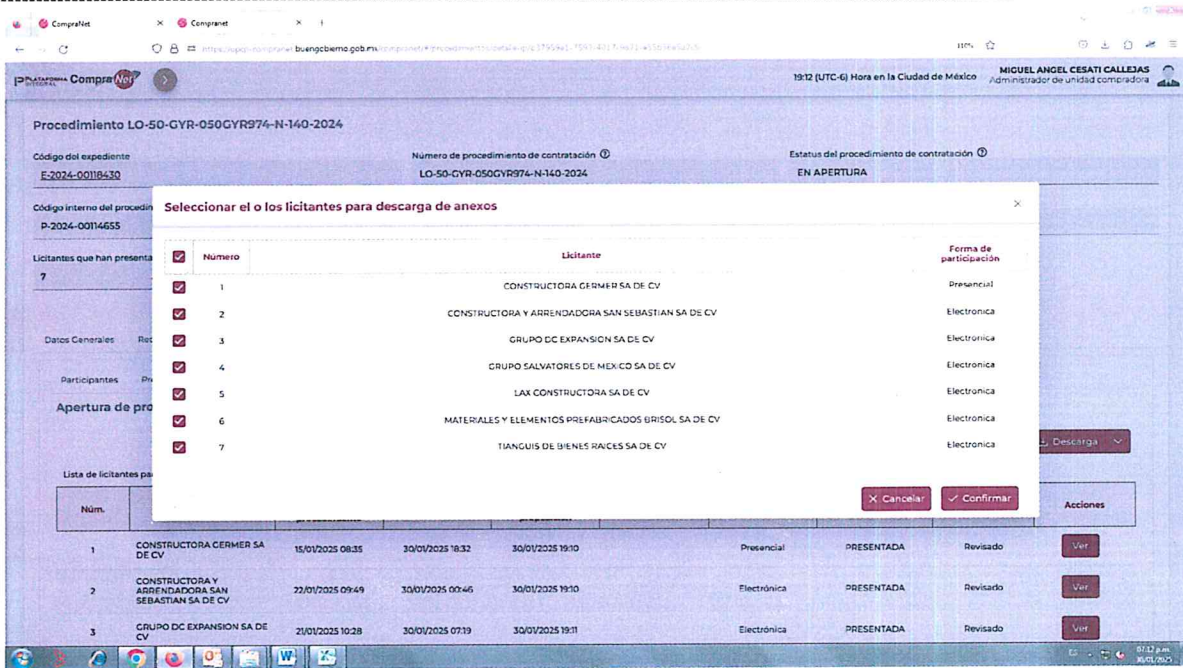 CompraNet
Compranet
110%
PLATAFORMA INTEGRAL CompraNet
19:12 (UTC-6) Hora en la Ciudad de México
MIGUEL ANGEL CESATI CALLEJAS
Administrador de unidad compradora
Procedimiento LO-50-GYR-050GYR974-N-140-2024
Código del expediente
Número de procedimiento de contratación
Estatus del procedimiento de contratación
E-2024-00118430
LO-50-GYR-050GYR974-N-140-2024
EN APERTURA
Código interno del procedim
P-2024-00114655
Licitantes que han presenta
7
Seleccionar el o los licitantes para descarga de anexos
Número Licitante Forma de participación
1 CONSTRUCTORA GERMER SA DE CV Presencial
2 CONSTRUCTORA Y ARRENDADORA SAN SEBASTIAN SA DE CV Electronica
3 GRUPO DC EXPANSION SA DE CV Electronica
4 GRUPO SALVATORES DE MEXICO SA DE CV Electronica
5 LAX CONSTRUCTORA SA DE CV Electronica
6 MATERIALES Y ELEMENTOS PREFABRICADOS BRISOL SA DE CV Electronica
7 TIANGUIS DE BIENES RAICES SA DE CV Electronica
Cancelar Confirmar
Datos Generales
Participantes
Apertura de pro
Descarga
Lista de licitantes pa
Núm. Acciones
1 CONSTRUCTORA GERMER SA DE CV 15/01/2025 08:35 30/01/2025 18:32 30/01/2025 19:10 Presencial PRESENTADA Revisado Ver
2 CONSTRUCTORA Y ARRENDADORA SAN SEBASTIAN SA DE CV 22/01/2025 09:49 30/01/2025 00:46 30/01/2025 19:10 Electrónica PRESENTADA Revisado Ver
3 GRUPO DC EXPANSION SA DE CV 21/01/2025 10:28 30/01/2025 07:19 30/01/2025 19:11 Electrónica PRESENTADA Revisado Ver
07:12 p.m.
30/01/2025